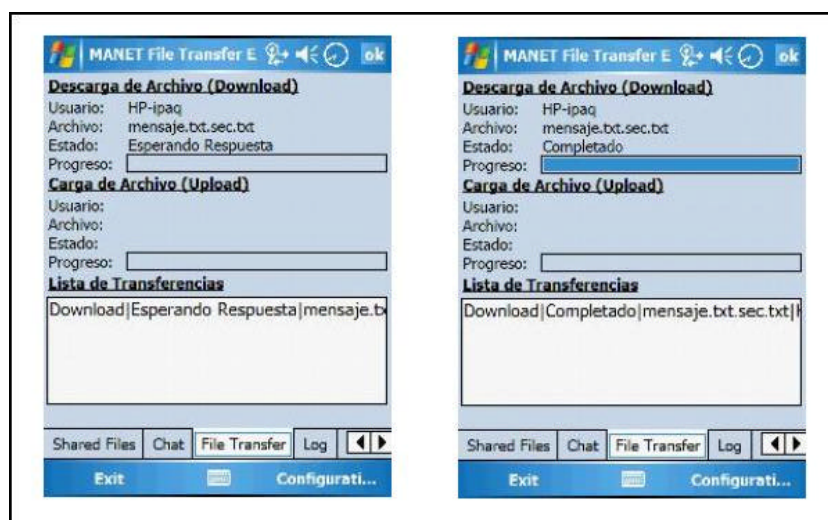 MANET File Transfer E ok
Descarga de Archivo (Download)
Usuario: HP-ipaq
Archivo: mensaje.txt.sec.txt
Estado: Esperando Respuesta
Progreso:
Carga de Archivo (Upload)
Usuario:
Archivo:
Estado:
Progreso:
Lista de Transferencias
Download|Esperando Respuesta|mensaje.tx
Shared Files Chat File Transfer Log
Exit Configurati...
MANET File Transfer E ok
Descarga de Archivo (Download)
Usuario: HP-ipaq
Archivo: mensaje.txt.sec.txt
Estado: Completado
Progreso:
Carga de Archivo (Upload)
Usuario:
Archivo:
Estado:
Progreso:
Lista de Transferencias
Download|Completado|mensaje.txt.sec.txt|H
Shared Files Chat File Transfer Log
Exit Configurati...